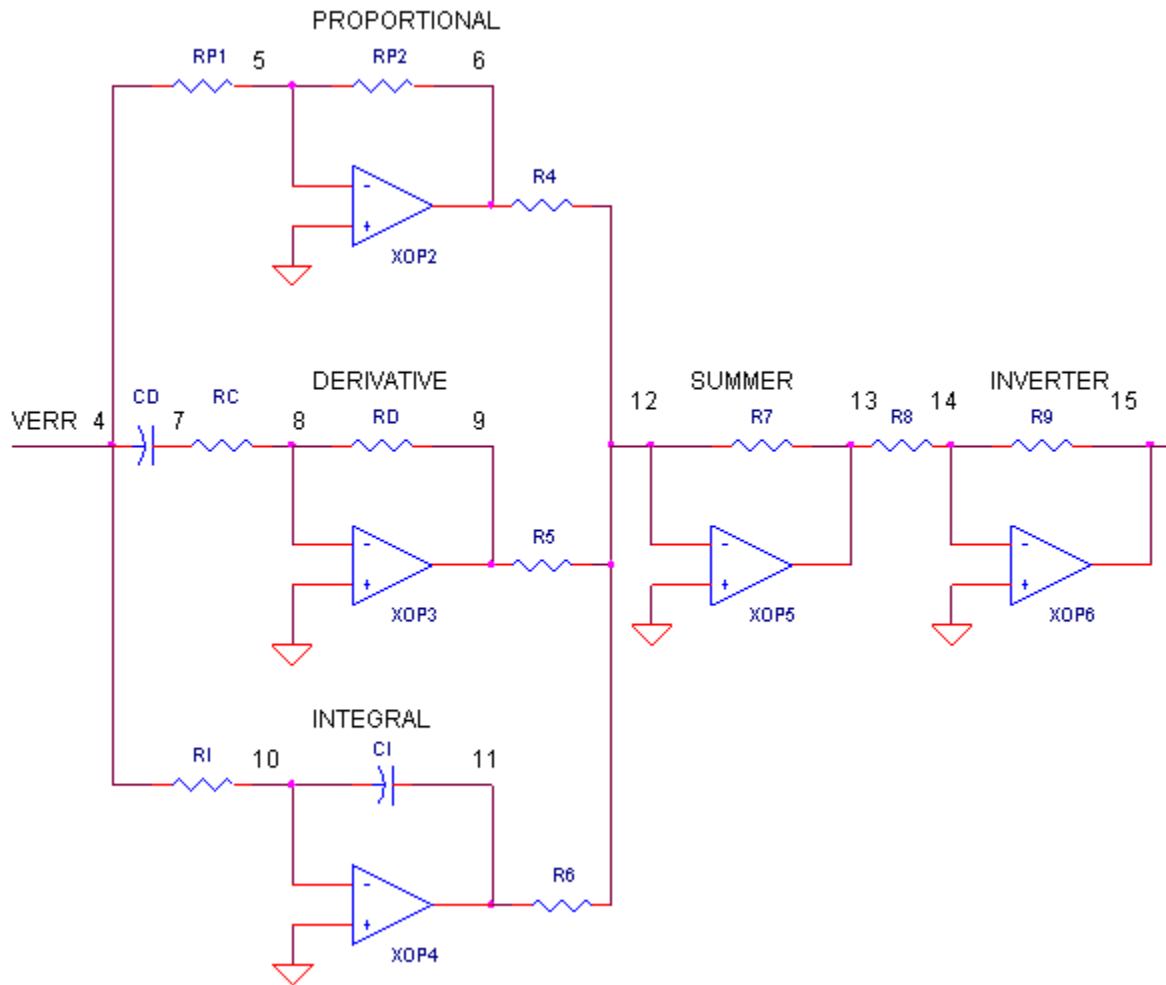 PROPORTIONAL
RP1 5 RP2 6
R4
-
+
XOP2
DERIVATIVE SUMMER INVERTER
VERR 4 CD 7 RC 8 RD 9 12 R7 13 R8 14 R9 15
R5
- - -
+ + +
XOP3 XOP5 XOP6
INTEGRAL
RI 10 CI 11
R6
-
+
XOP4